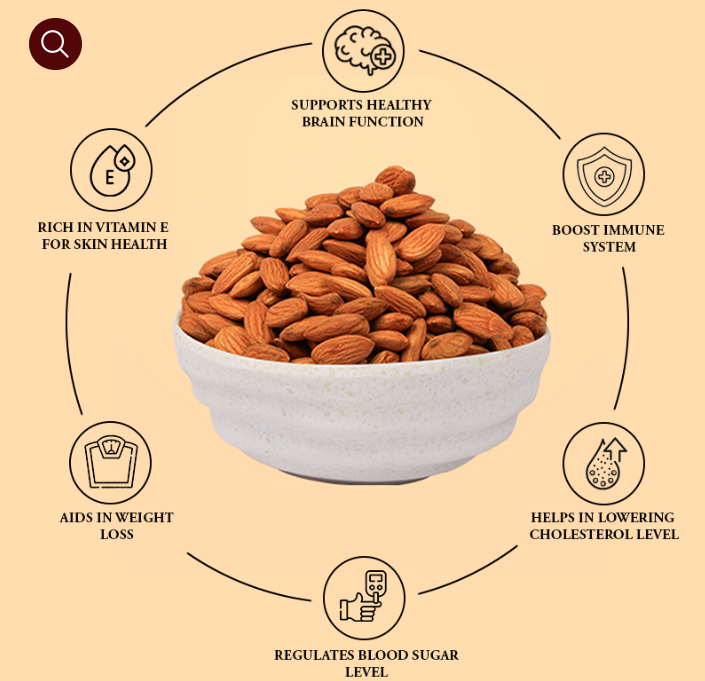 SUPPORTS HEALTHY
BRAIN FUNCTION
E
RICH IN VITAMIN E
FOR SKIN HEALTH
BOOST IMMUNE
SYSTEM
AIDS IN WEIGHT
LOSS
HELPS IN LOWERING
CHOLESTEROL LEVEL
REGULATES BLOOD SUGAR
LEVEL